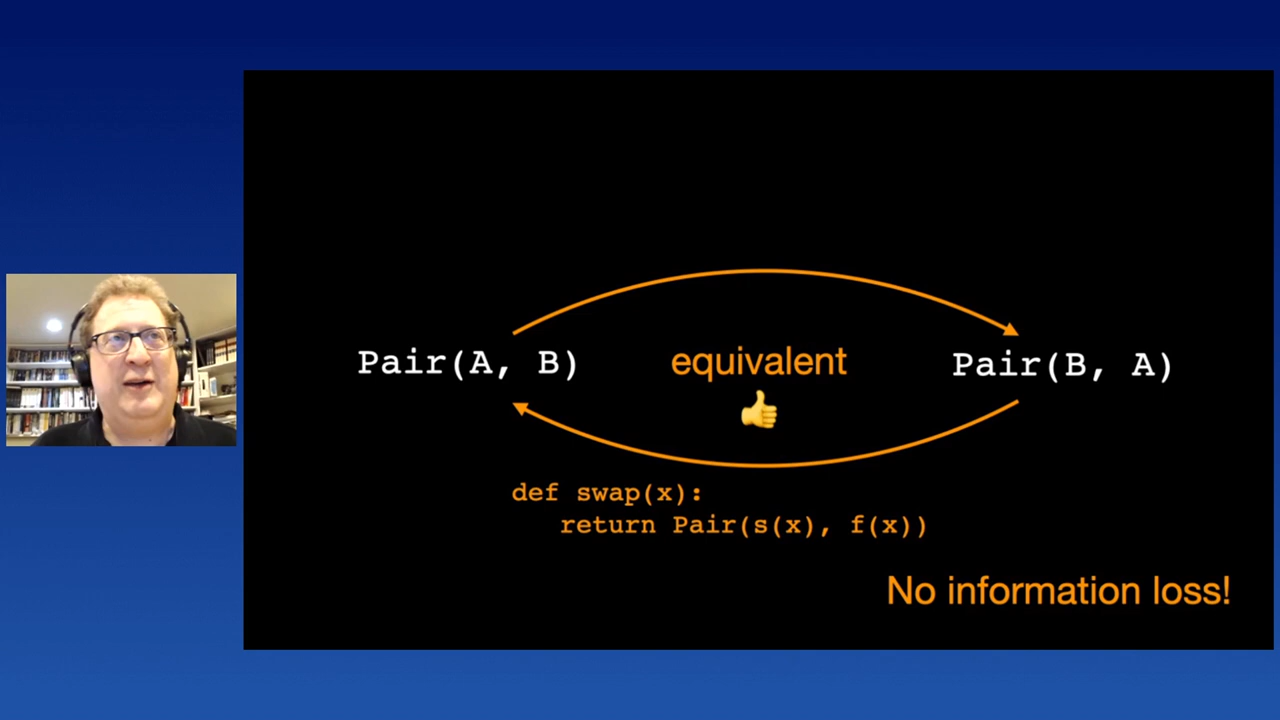 Pair(A, B)
equivalent
Pair(B, A)
def swap(x):
return Pair(s(x), f(x))
No information loss!